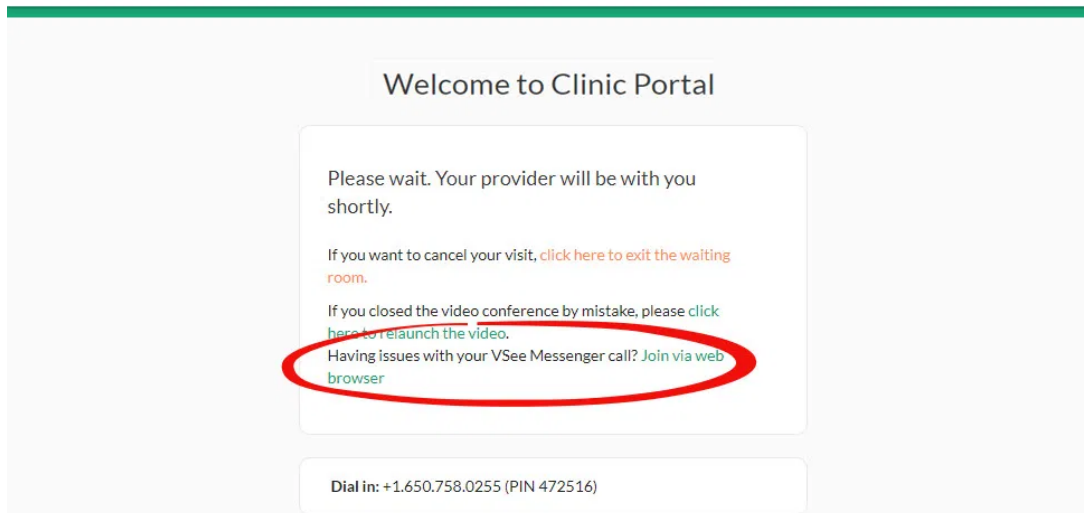 Welcome to Clinic Portal
Please wait. Your provider will be with you
shortly.
If you want to cancel your visit, click here to exit the waiting
room.
If you closed the video conference by mistake, please click
here to relaunch the video.
Having issues with your VSee Messenger call? Join via web
browser
Dial in: +1.650.758.0255 (PIN 472516)